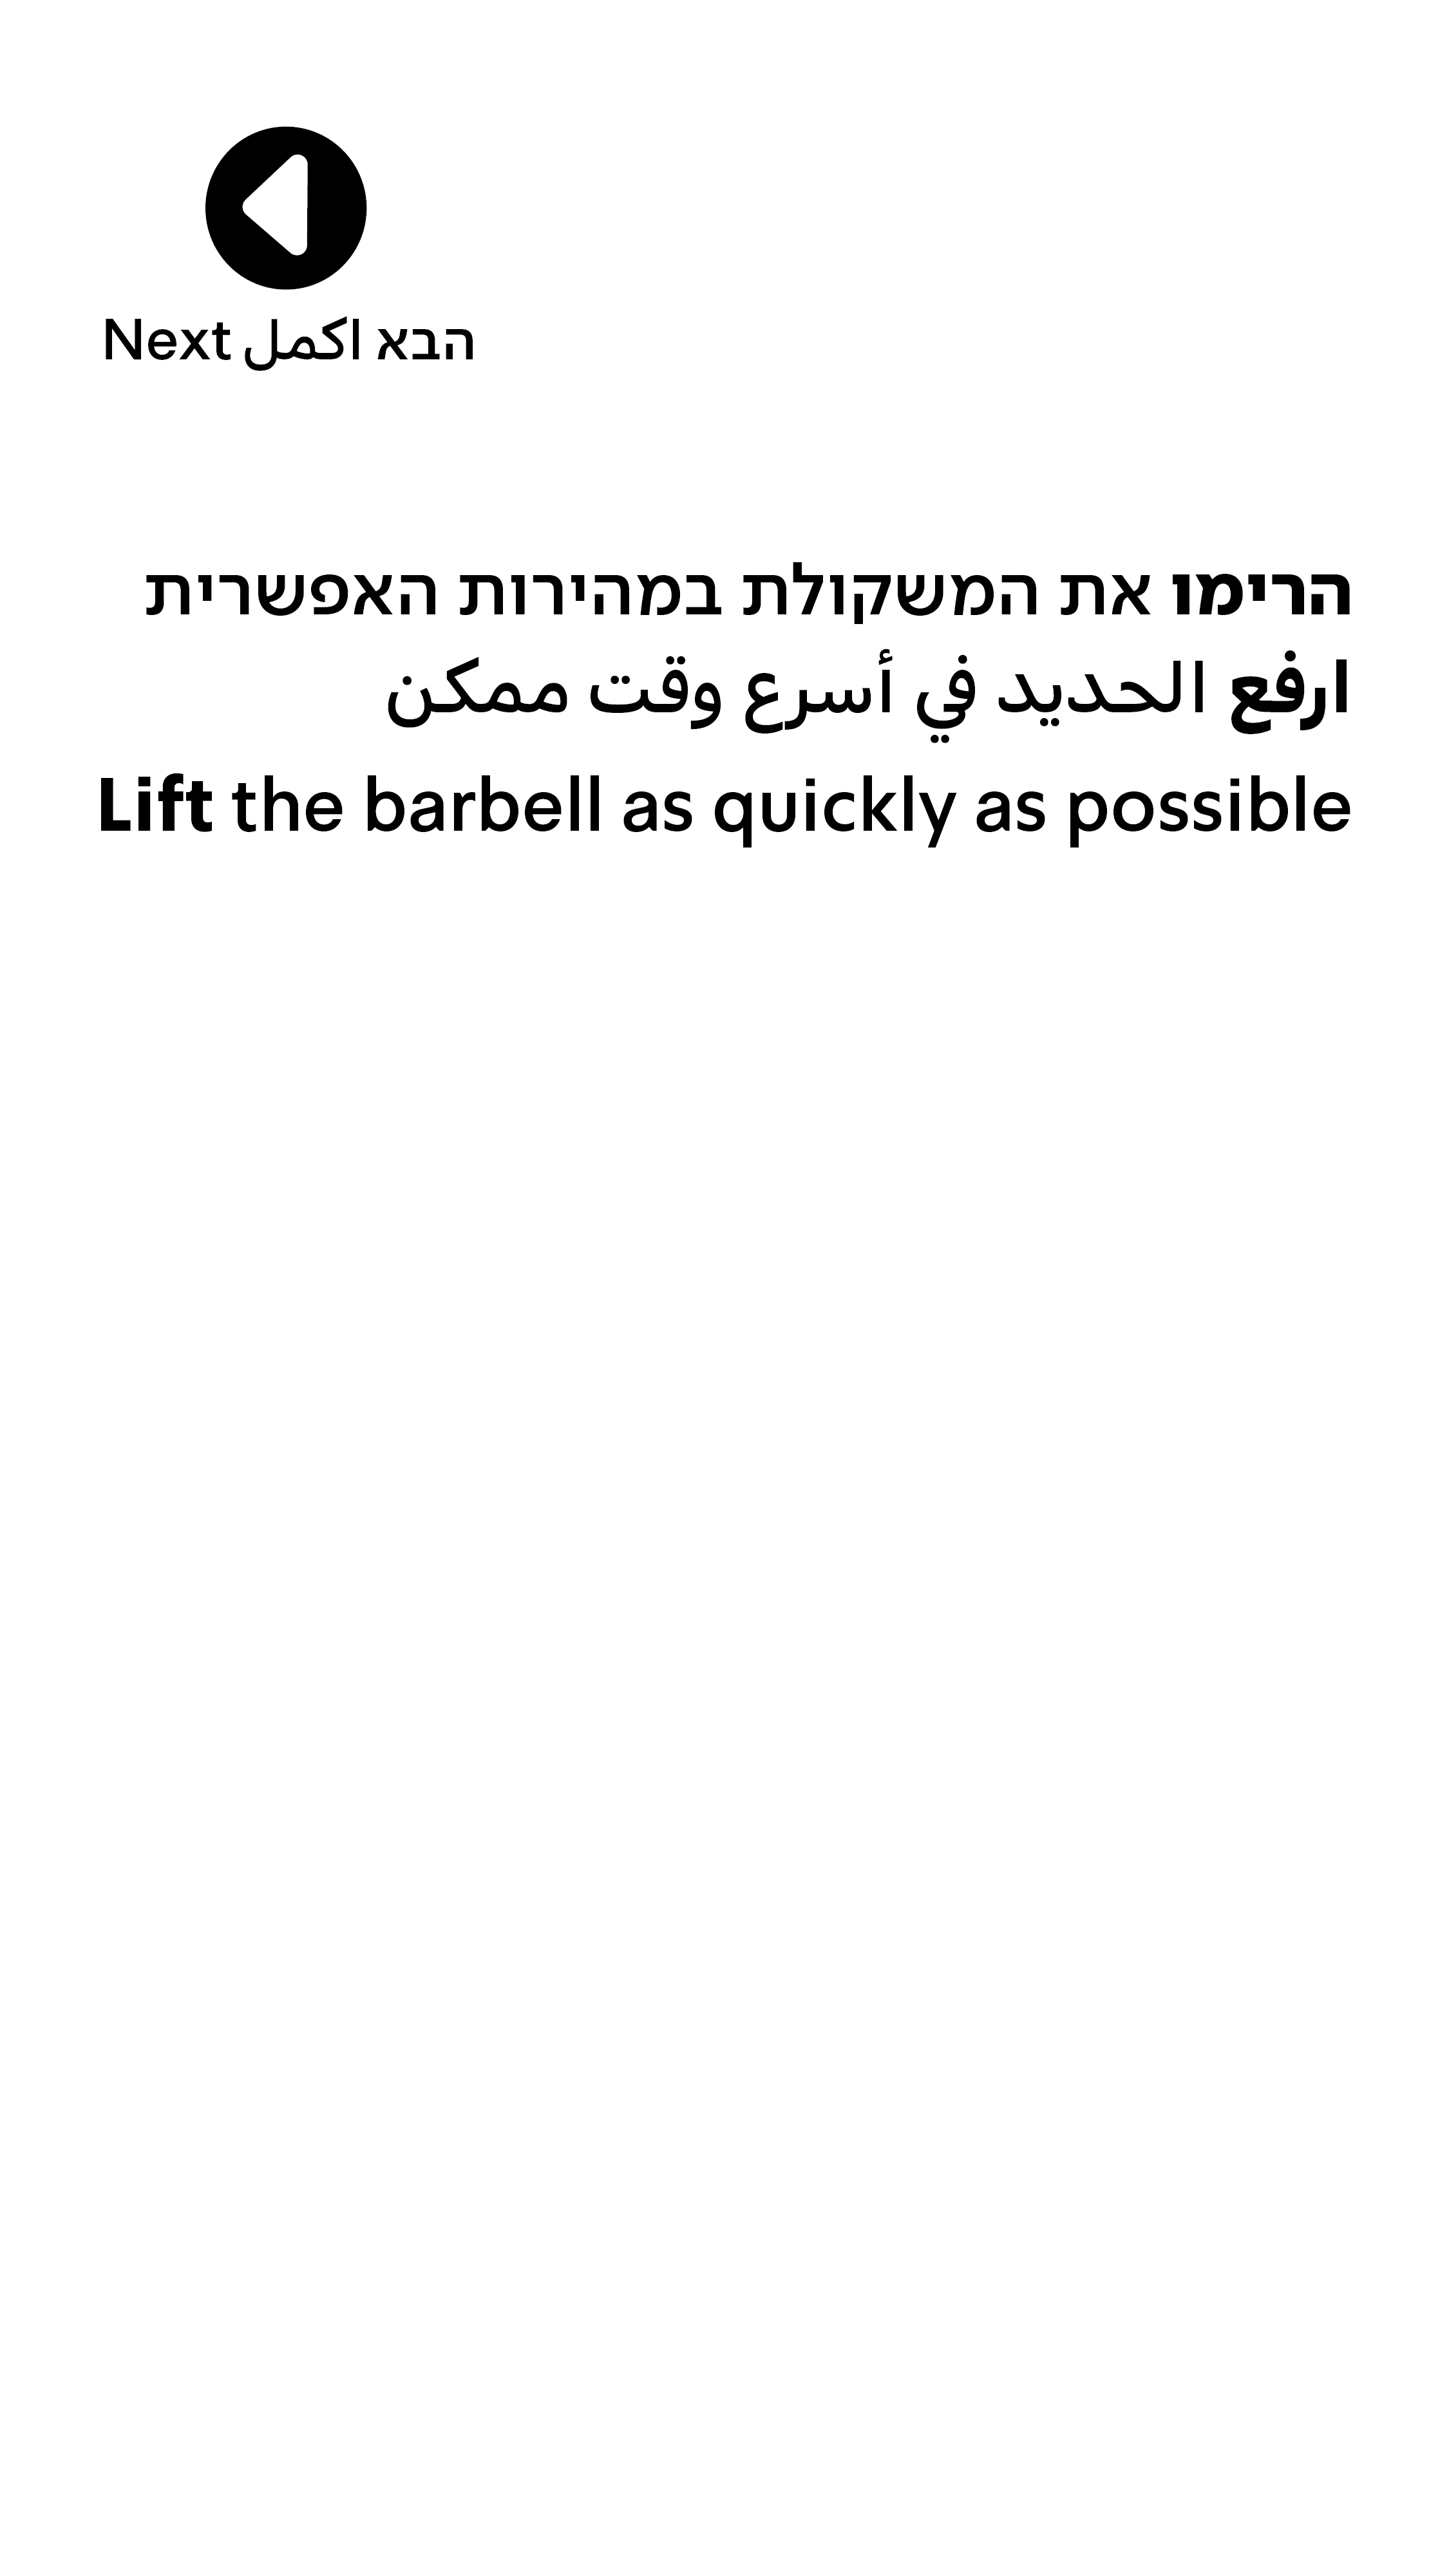 הבא اكمل Next
הרימו את המשקולת במהירות האפשרית
ارفع الحديد في أسرع وقت ممكن
Lift the barbell as quickly as possible